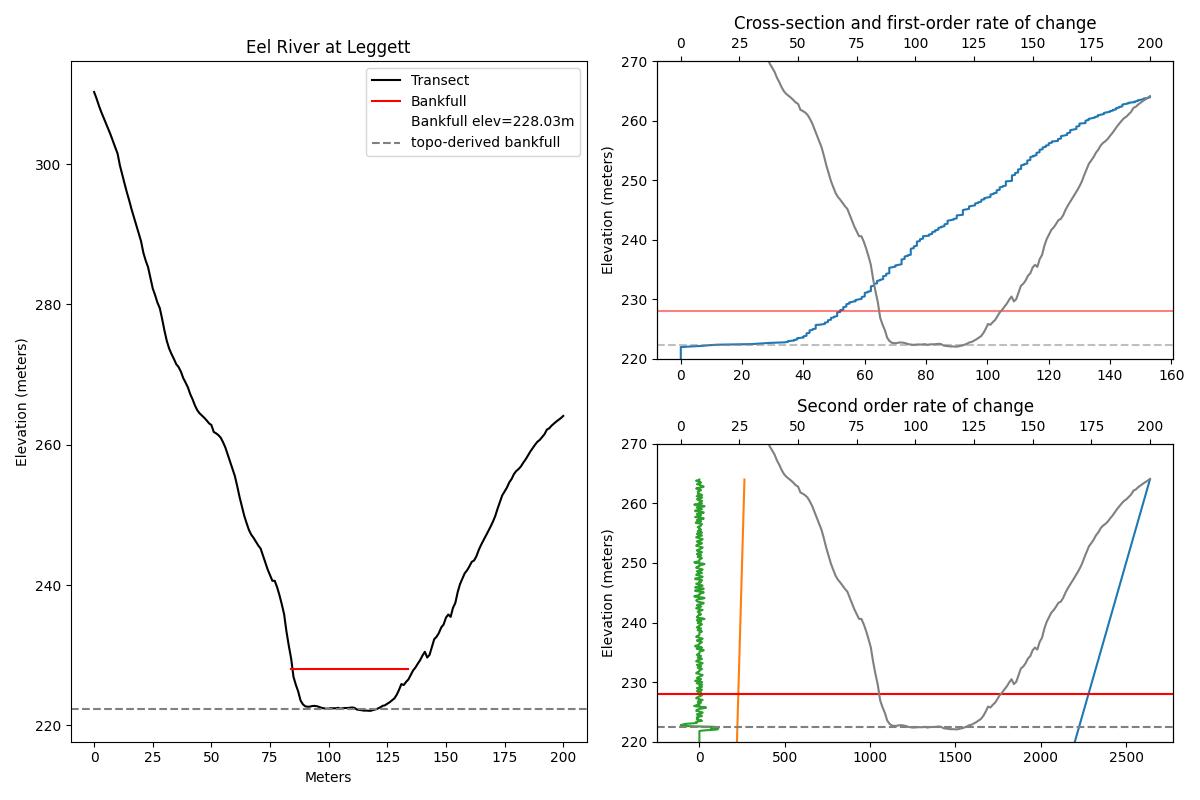 Eel River at Leggett
Transect
Bankfull
Bankfull elev=228.03m
topo-derived bankfull
Elevation (meters)
300
280
260
240
220
0 25 50 75 100 125 150 175 200
Meters
Cross-section and first-order rate of change
0 25 50 75 100 125 150 175 200
Elevation (meters)
270
260
250
240
230
220
0 20 40 60 80 100 120 140 160
Second order rate of change
0 25 50 75 100 125 150 175 200
Elevation (meters)
270
260
250
240
230
220
0 500 1000 1500 2000 2500